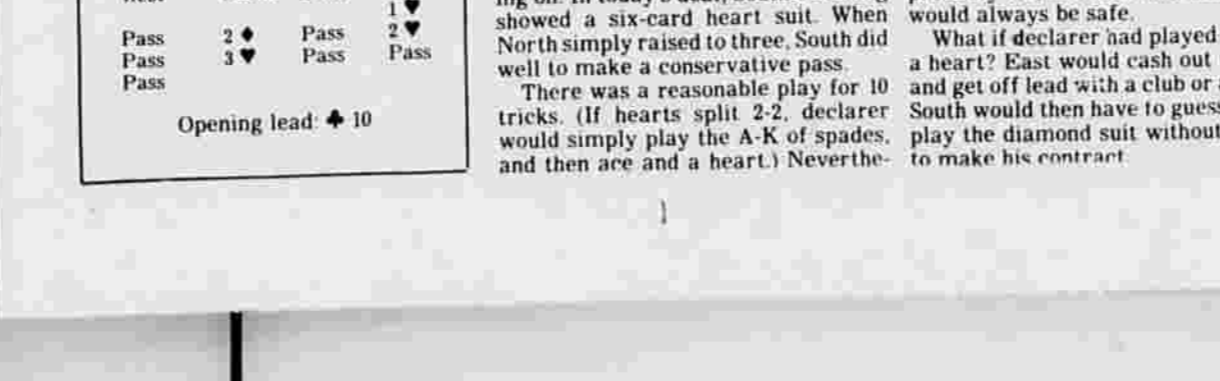 1 ♥
Pass 2 ♦ Pass 2 ♥
Pass 3 ♥ Pass Pass
Pass
Opening lead: ♣ 10
showed a six-card heart suit. When
North simply raised to three, South did
well to make a conservative pass.
There was a reasonable play for 10
tricks. (If hearts split 2-2, declarer
would simply play the A-K of spades,
and then ace and a heart.) Neverthe-
would always be safe.
What if declarer had played
a heart? East would cash out
and get off lead with a club or
South would then have to guess
play the diamond suit without
to make his contract.